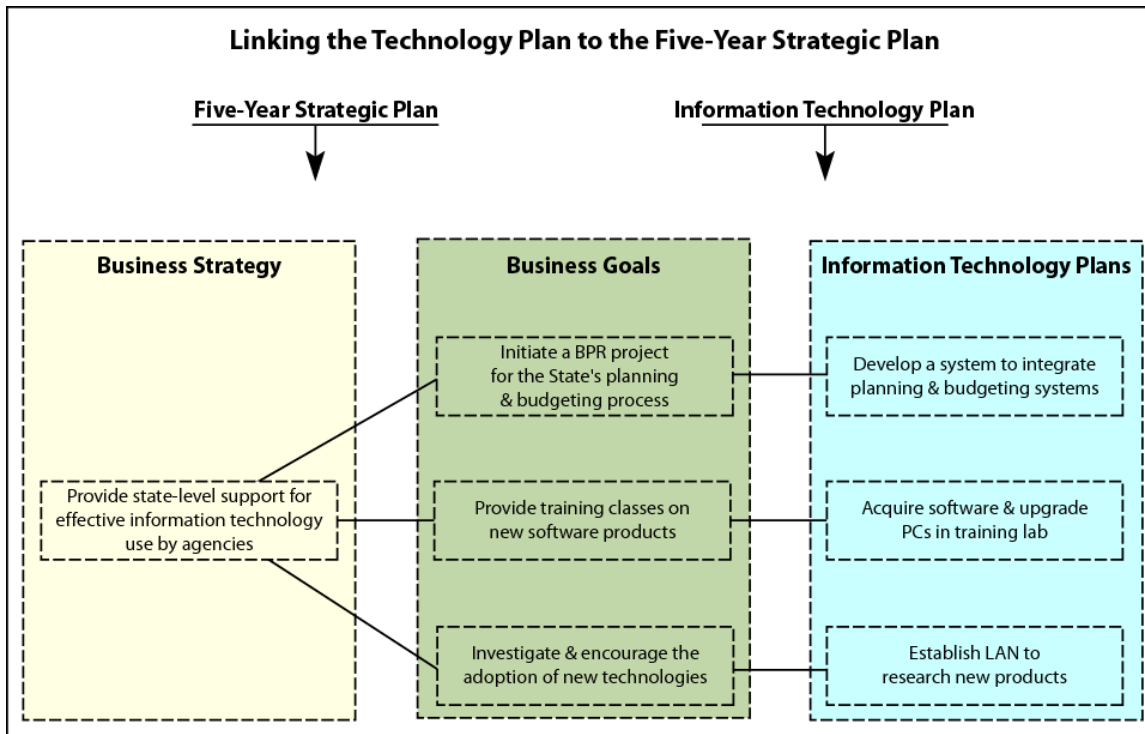 Linking the Technology Plan to the Five-Year Strategic Plan
Five-Year Strategic Plan
Information Technology Plan
Business Strategy
Provide state-level support for
effective information technology
use by agencies
Business Goals
Initiate a BPR project
for the State's planning
& budgeting process
Provide training classes on
new software products
Investigate & encourage the
adoption of new technologies
Information Technology Plans
Develop a system to integrate
planning & budgeting systems
Acquire software & upgrade
PCs in training lab
Establish LAN to
research new products